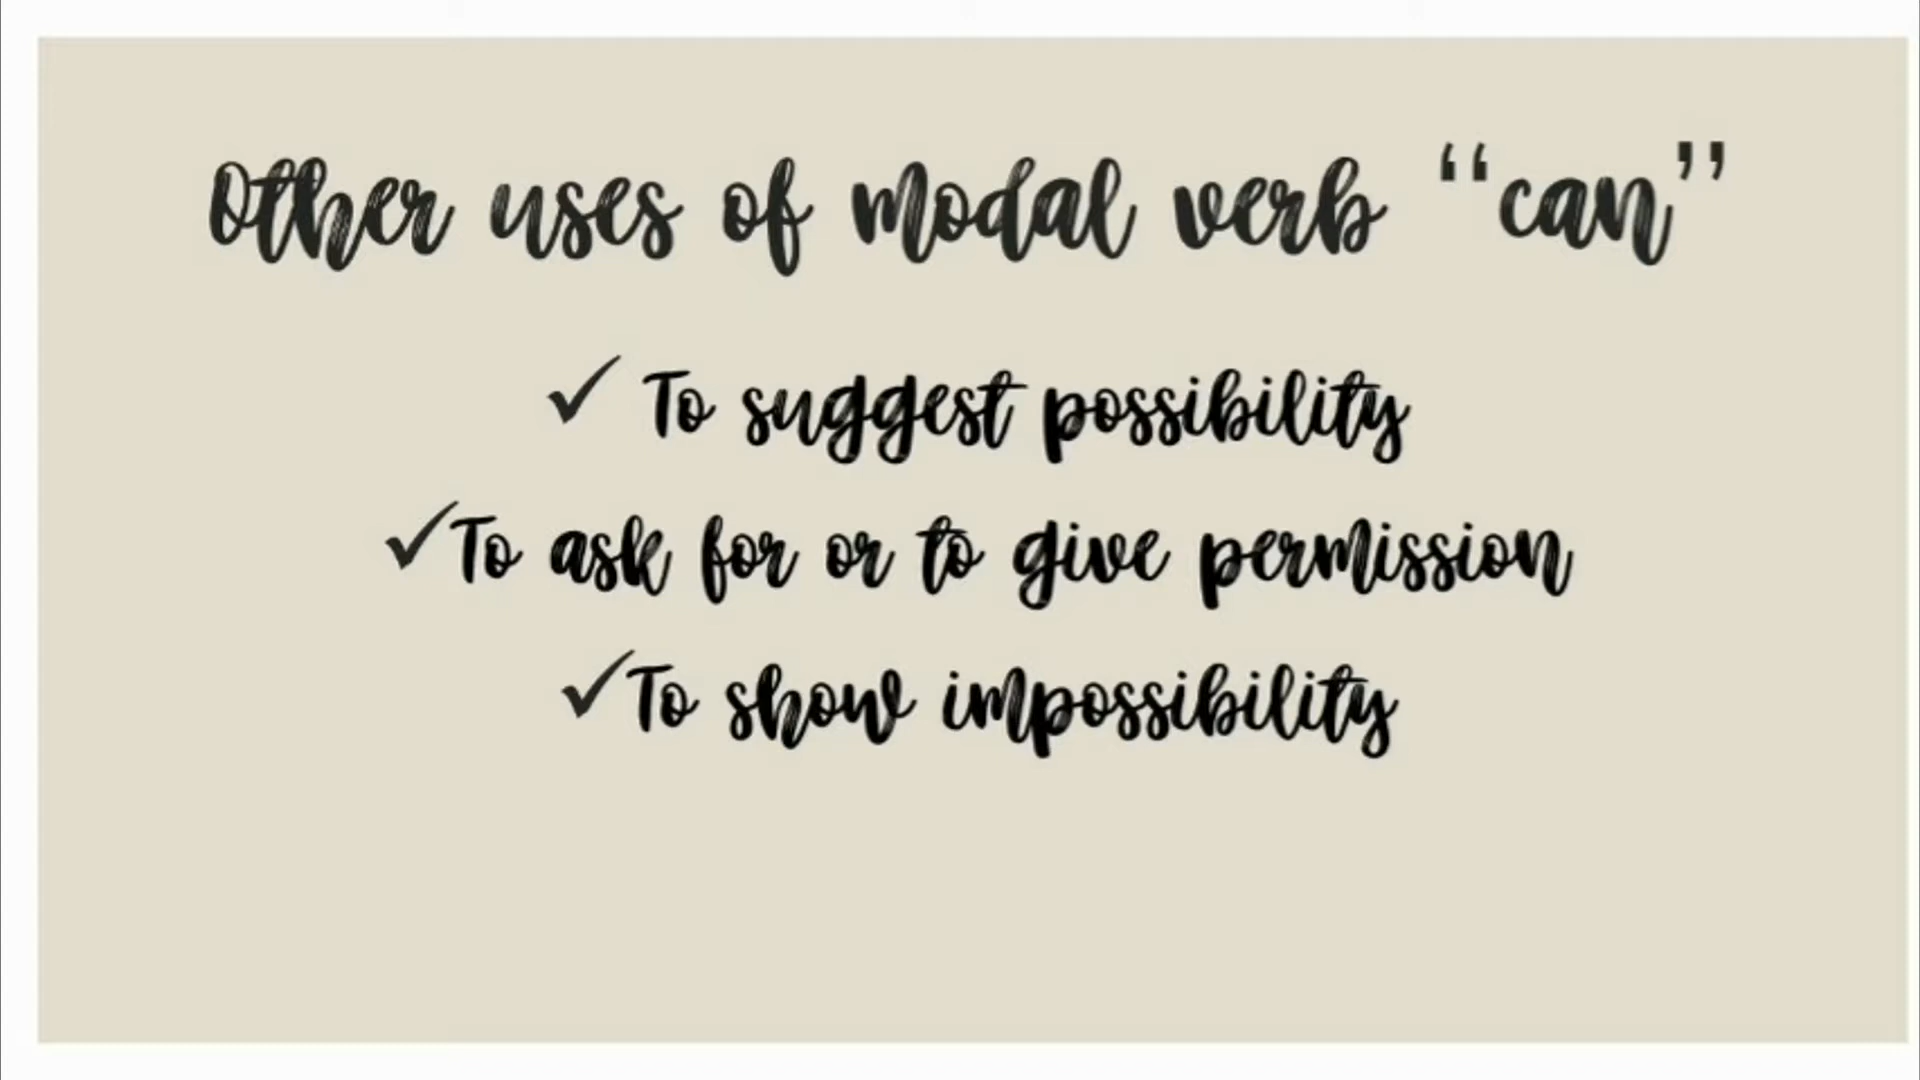 Other uses of modal verb “can”
✓ To suggest possibility
✓To ask for or to give permission
✓To show impossibility